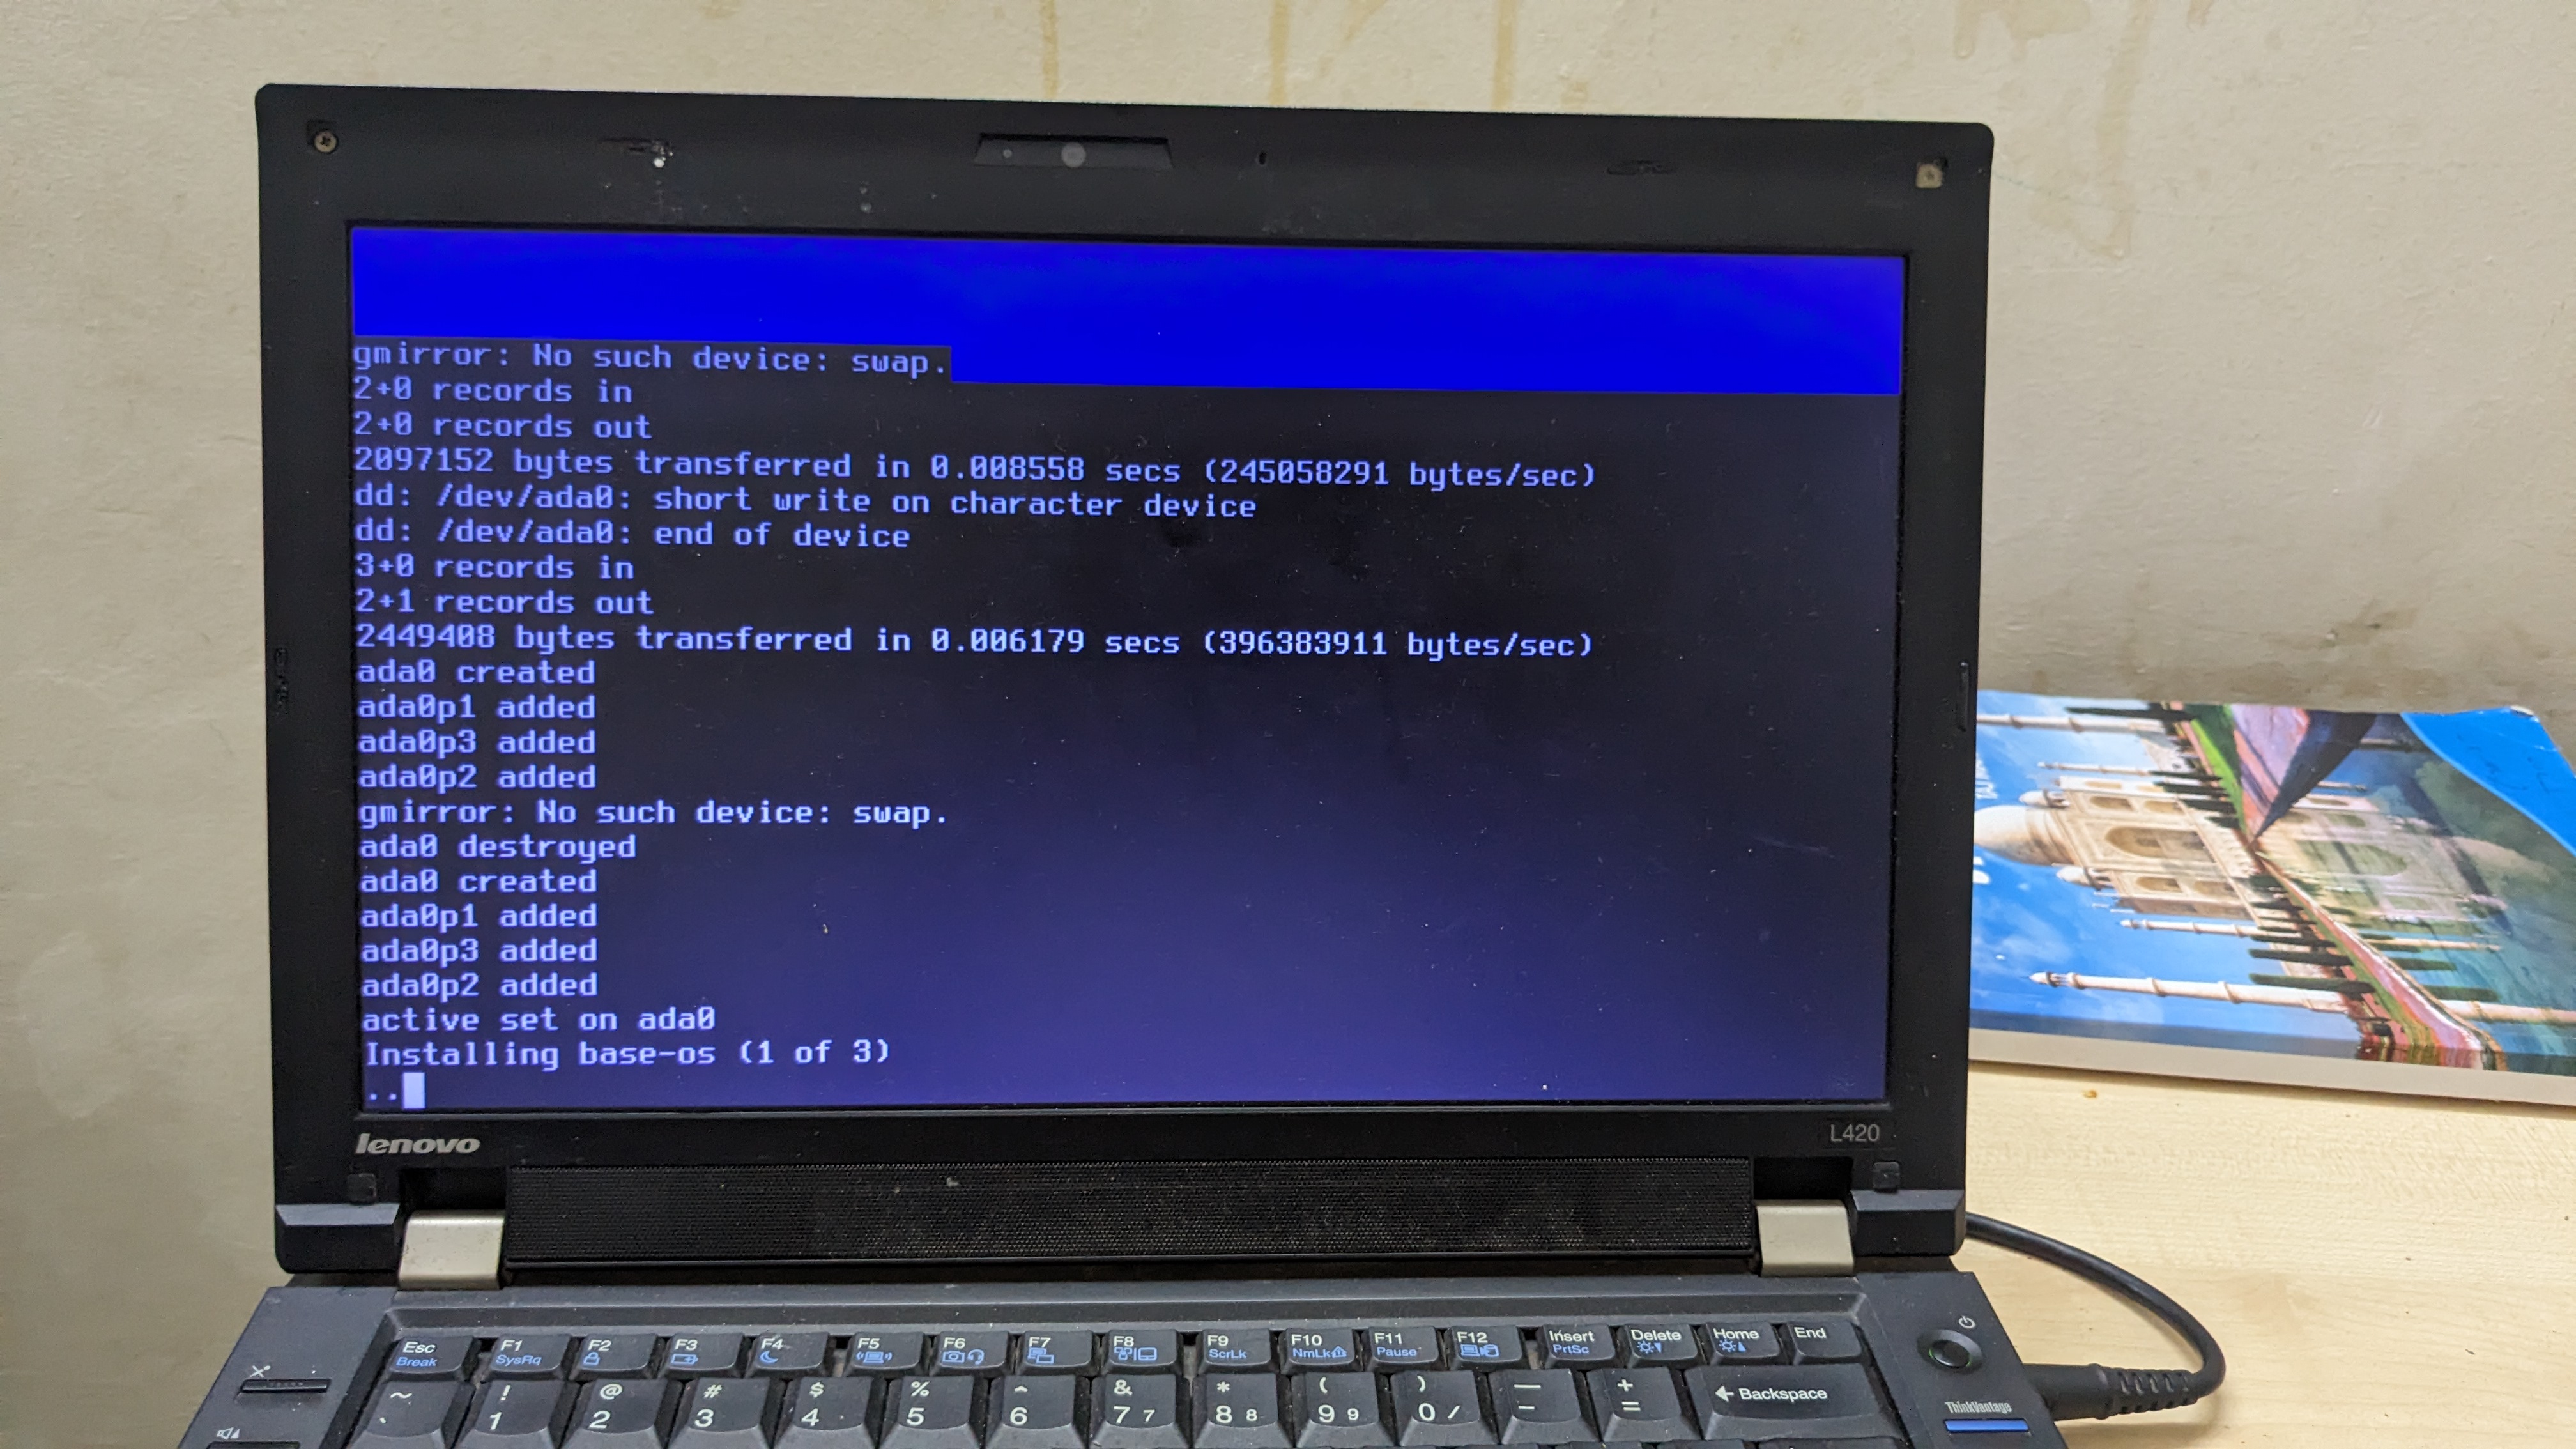 gmirror: No such device: swap.
2+0 records in
2+0 records out
2097152 bytes transferred in 0.008558 secs (245058291 bytes/sec)
dd: /dev/ada0: short write on character device
dd: /dev/ada0: end of device
3+0 records in
2+1 records out
2449408 bytes transferred in 0.006179 secs (396383911 bytes/sec)
ada0 created
ada0p1 added
ada0p3 added
ada0p2 added
gmirror: No such device: swap.
ada0 destroyed
ada0 created
ada0p1 added
ada0p3 added
ada0p2 added
active set on ada0
Installing base-os (1 of 3)
..
lenovo L420
Esc F1 F2 F3 F4 F5 F6 F7 F8 F9 F10 F11 F12 Insert Delete Home End
Break SysRq ScrLk NmLk Pause PrtSc
~ ! @ # $ % ^ & * ( ) — +
` 1 2 3 4 5 6 7 7 8 8 9 9 0 / - = Backspace
ThinkVantage